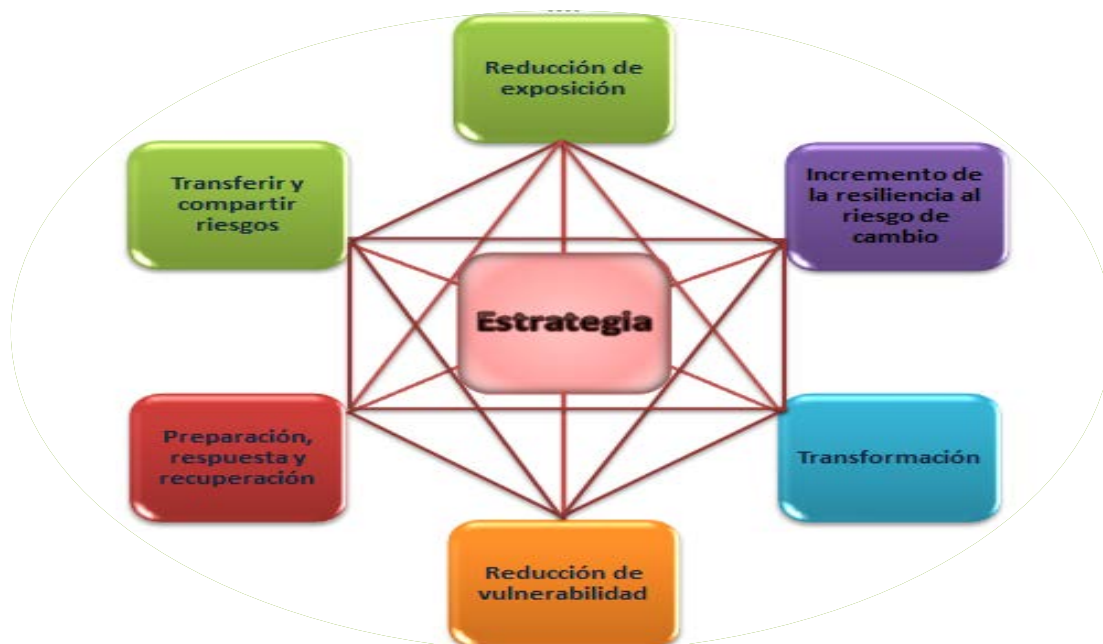 Reducción de
exposición
Transferir y
compartir
riesgos
Incremento de
la resiliencia al
riesgo de
cambio
Estrategia
Preparación,
respuesta y
recuperación
Transformación
Reducción de
vulnerabilidad